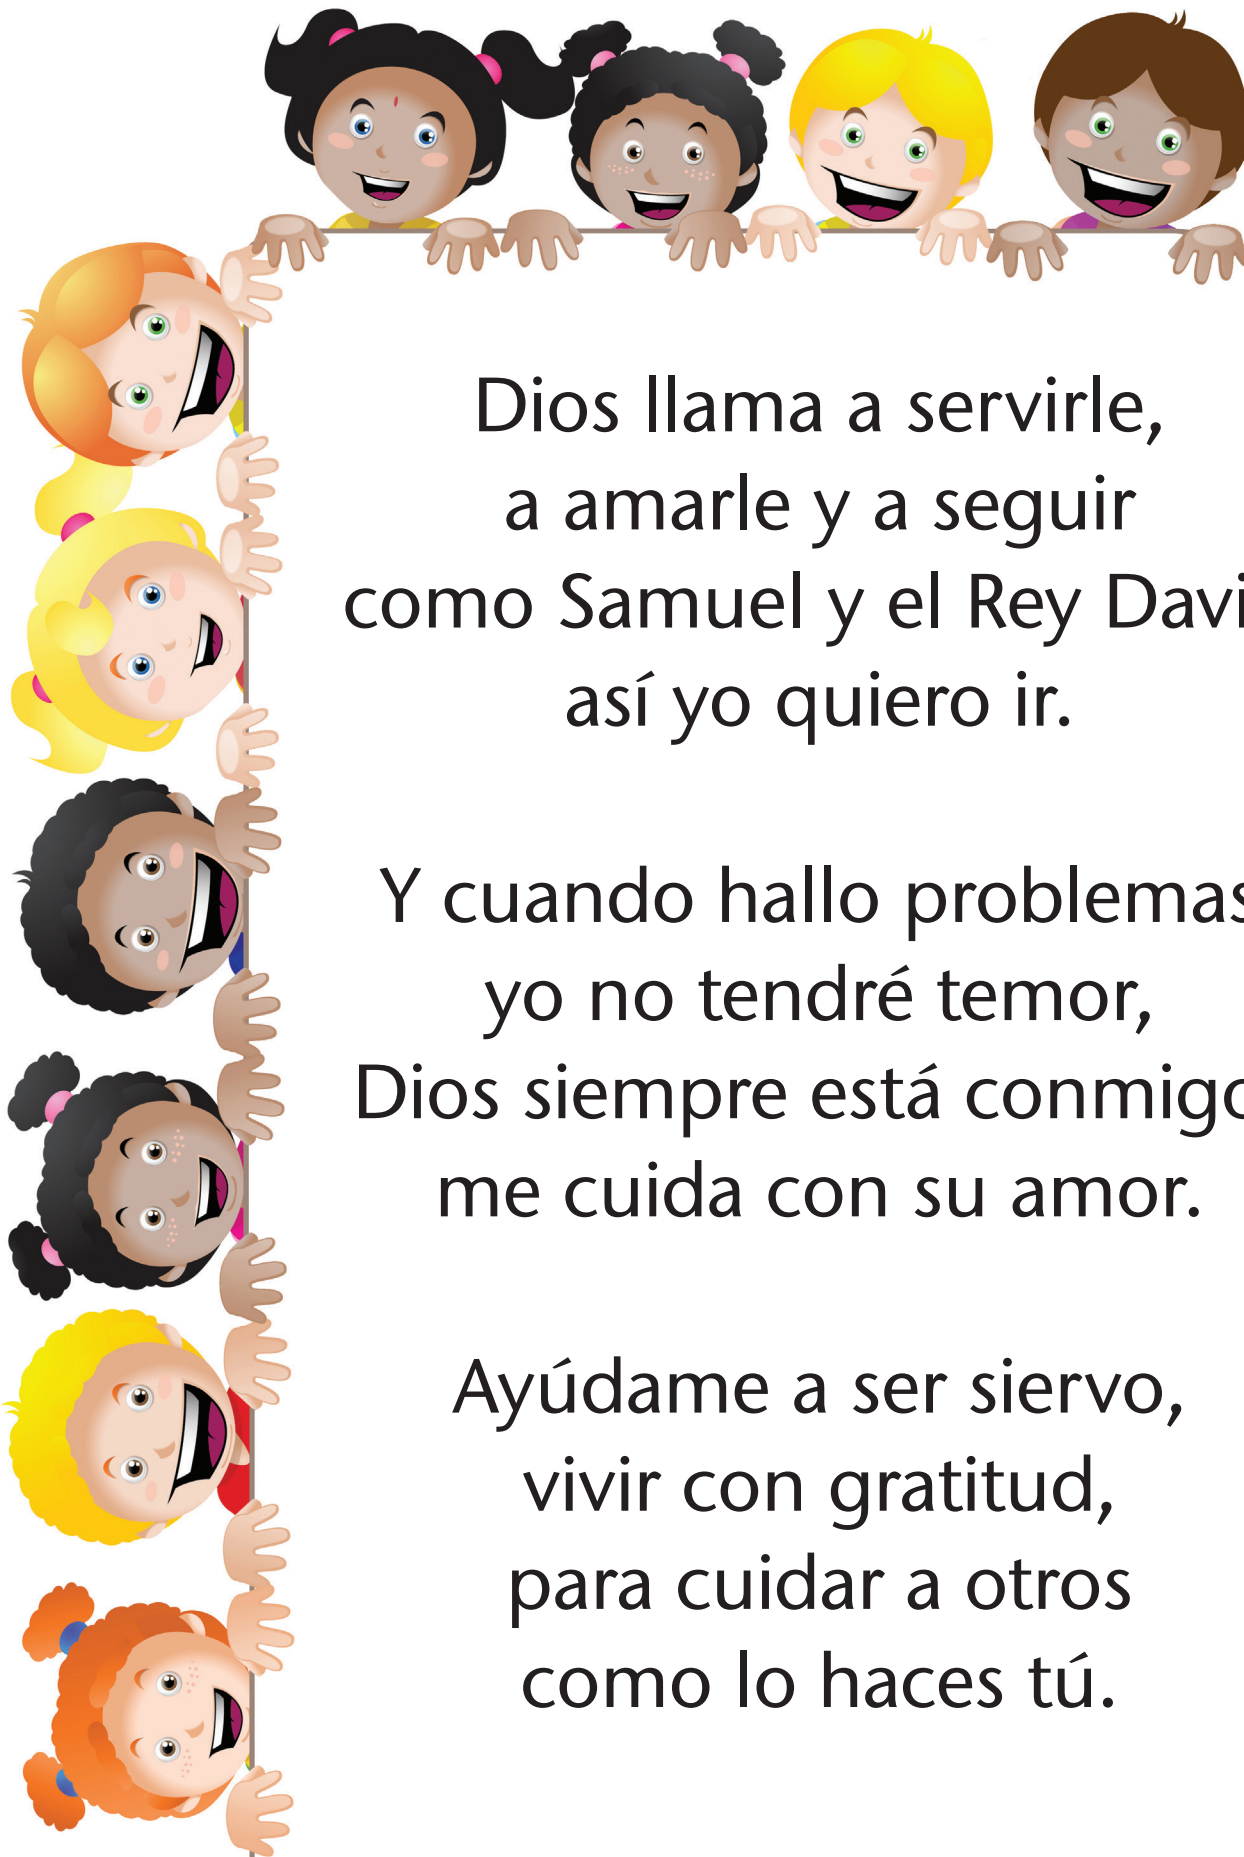 Dios llama a servirle,
a amarle y a seguir
como Samuel y el Rey Davi
así yo quiero ir.
Y cuando hallo problemas
yo no tendré temor,
Dios siempre está conmigo
me cuida con su amor.
Ayúdame a ser siervo,
vivir con gratitud,
para cuidar a otros
como lo haces tú.